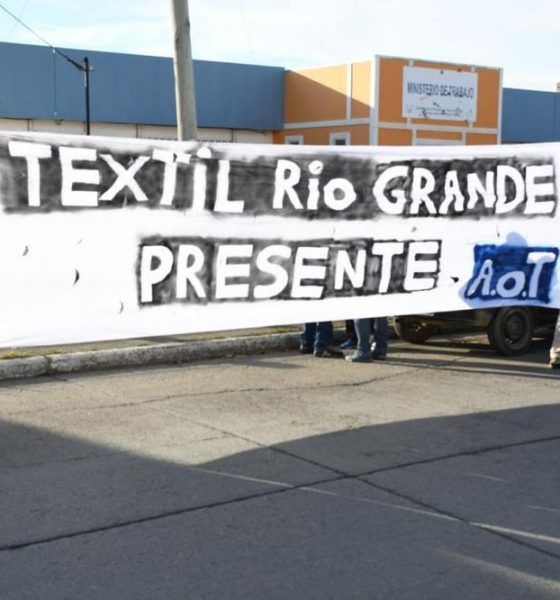 MINISTERIO DE TRABAJO
TEXTIL RIO GRANDE
PRESENTE A.O.T